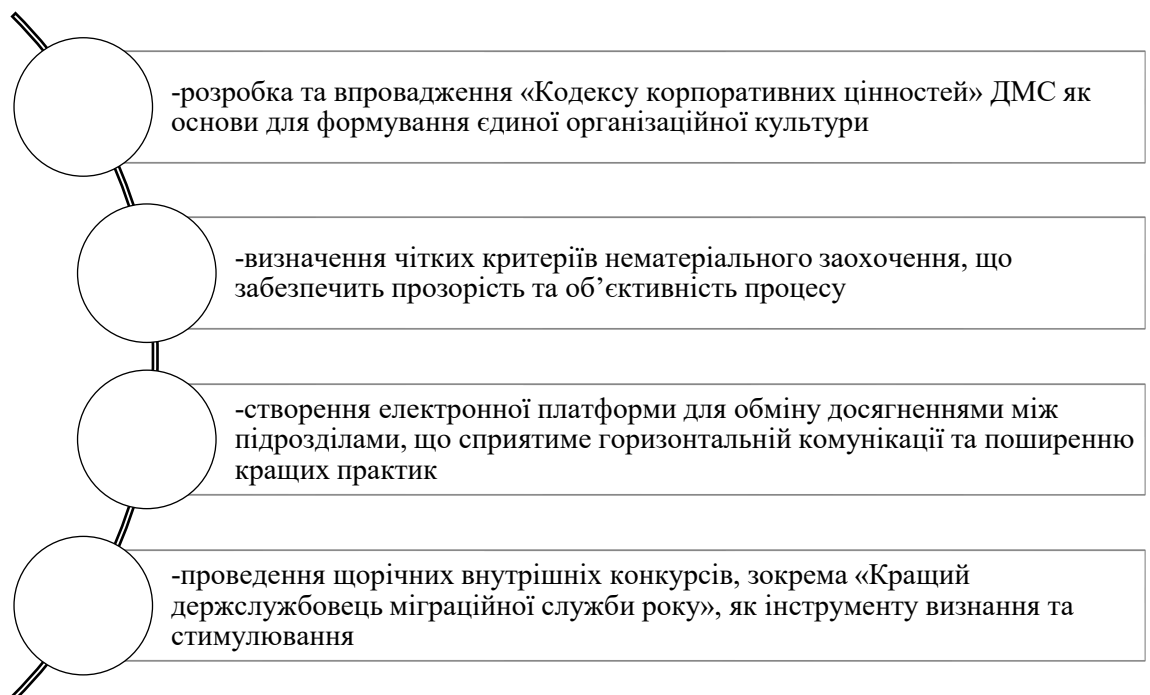 -розробка та впровадження «Кодексу корпоративних цінностей» ДМС як
основи для формування єдиної організаційної культури
-визначення чітких критеріїв нематеріального заохочення, що
забезпечить прозорість та об’єктивність процесу
-створення електронної платформи для обміну досягненнями між
підрозділами, що сприятиме горизонтальній комунікації та поширенню
кращих практик
-проведення щорічних внутрішніх конкурсів, зокрема «Кращий
держслужбовець міграційної служби року», як інструменту визнання та
стимулювання